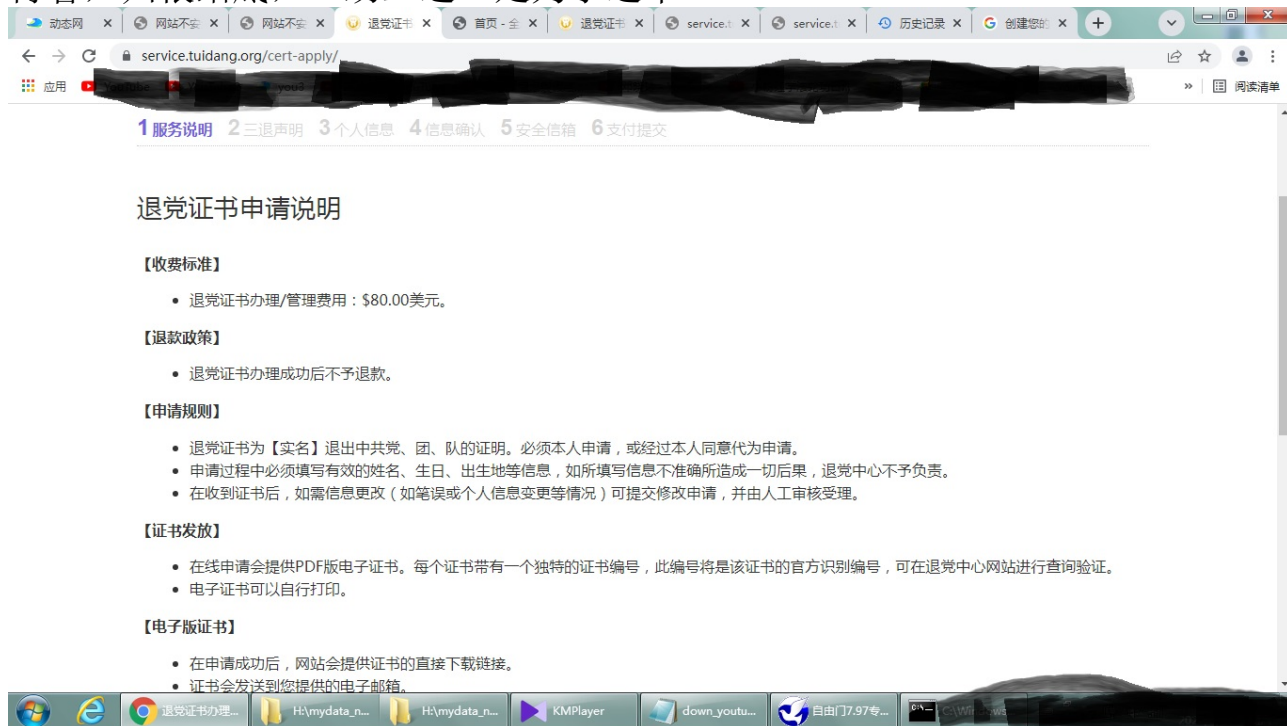 动态网
网站不安
网站不安
退党证书
首页 - 全
退党证书
service.t
service.t
历史记录
创建您的
service.tuidang.org/cert-apply/
应用
阅读清单
1 服务说明 2 三退声明 3 个人信息 4 信息确认 5 安全信箱 6 支付提交
退党证书申请说明
【收费标准】
• 退党证书办理/管理费用：$80.00美元。
【退款政策】
• 退党证书办理成功后不予退款。
【申请规则】
• 退党证书为【实名】退出中共党、团、队的证明。必须本人申请，或经过本人同意代为申请。
• 申请过程中必须填写有效的姓名、生日、出生地等信息，如所填写信息不准确所造成一切后果，退党中心不予负责。
• 在收到证书后，如需信息更改（如笔误或个人信息变更等情况）可提交修改申请，并由人工审核受理。
【证书发放】
• 在线申请会提供PDF版电子证书。每个证书带有一个独特的证书编号，此编号将是该证书的官方识别编号，可在退党中心网站进行查询验证。
• 电子证书可以自行打印。
【电子版证书】
• 在申请成功后，网站会提供证书的直接下载链接。
• 证书会发送到您提供的电子邮箱。
退党证书办理...
H:\mydata_n...
H:\mydata_n...
KMPlayer
down_youtu...
自由门7.97专...